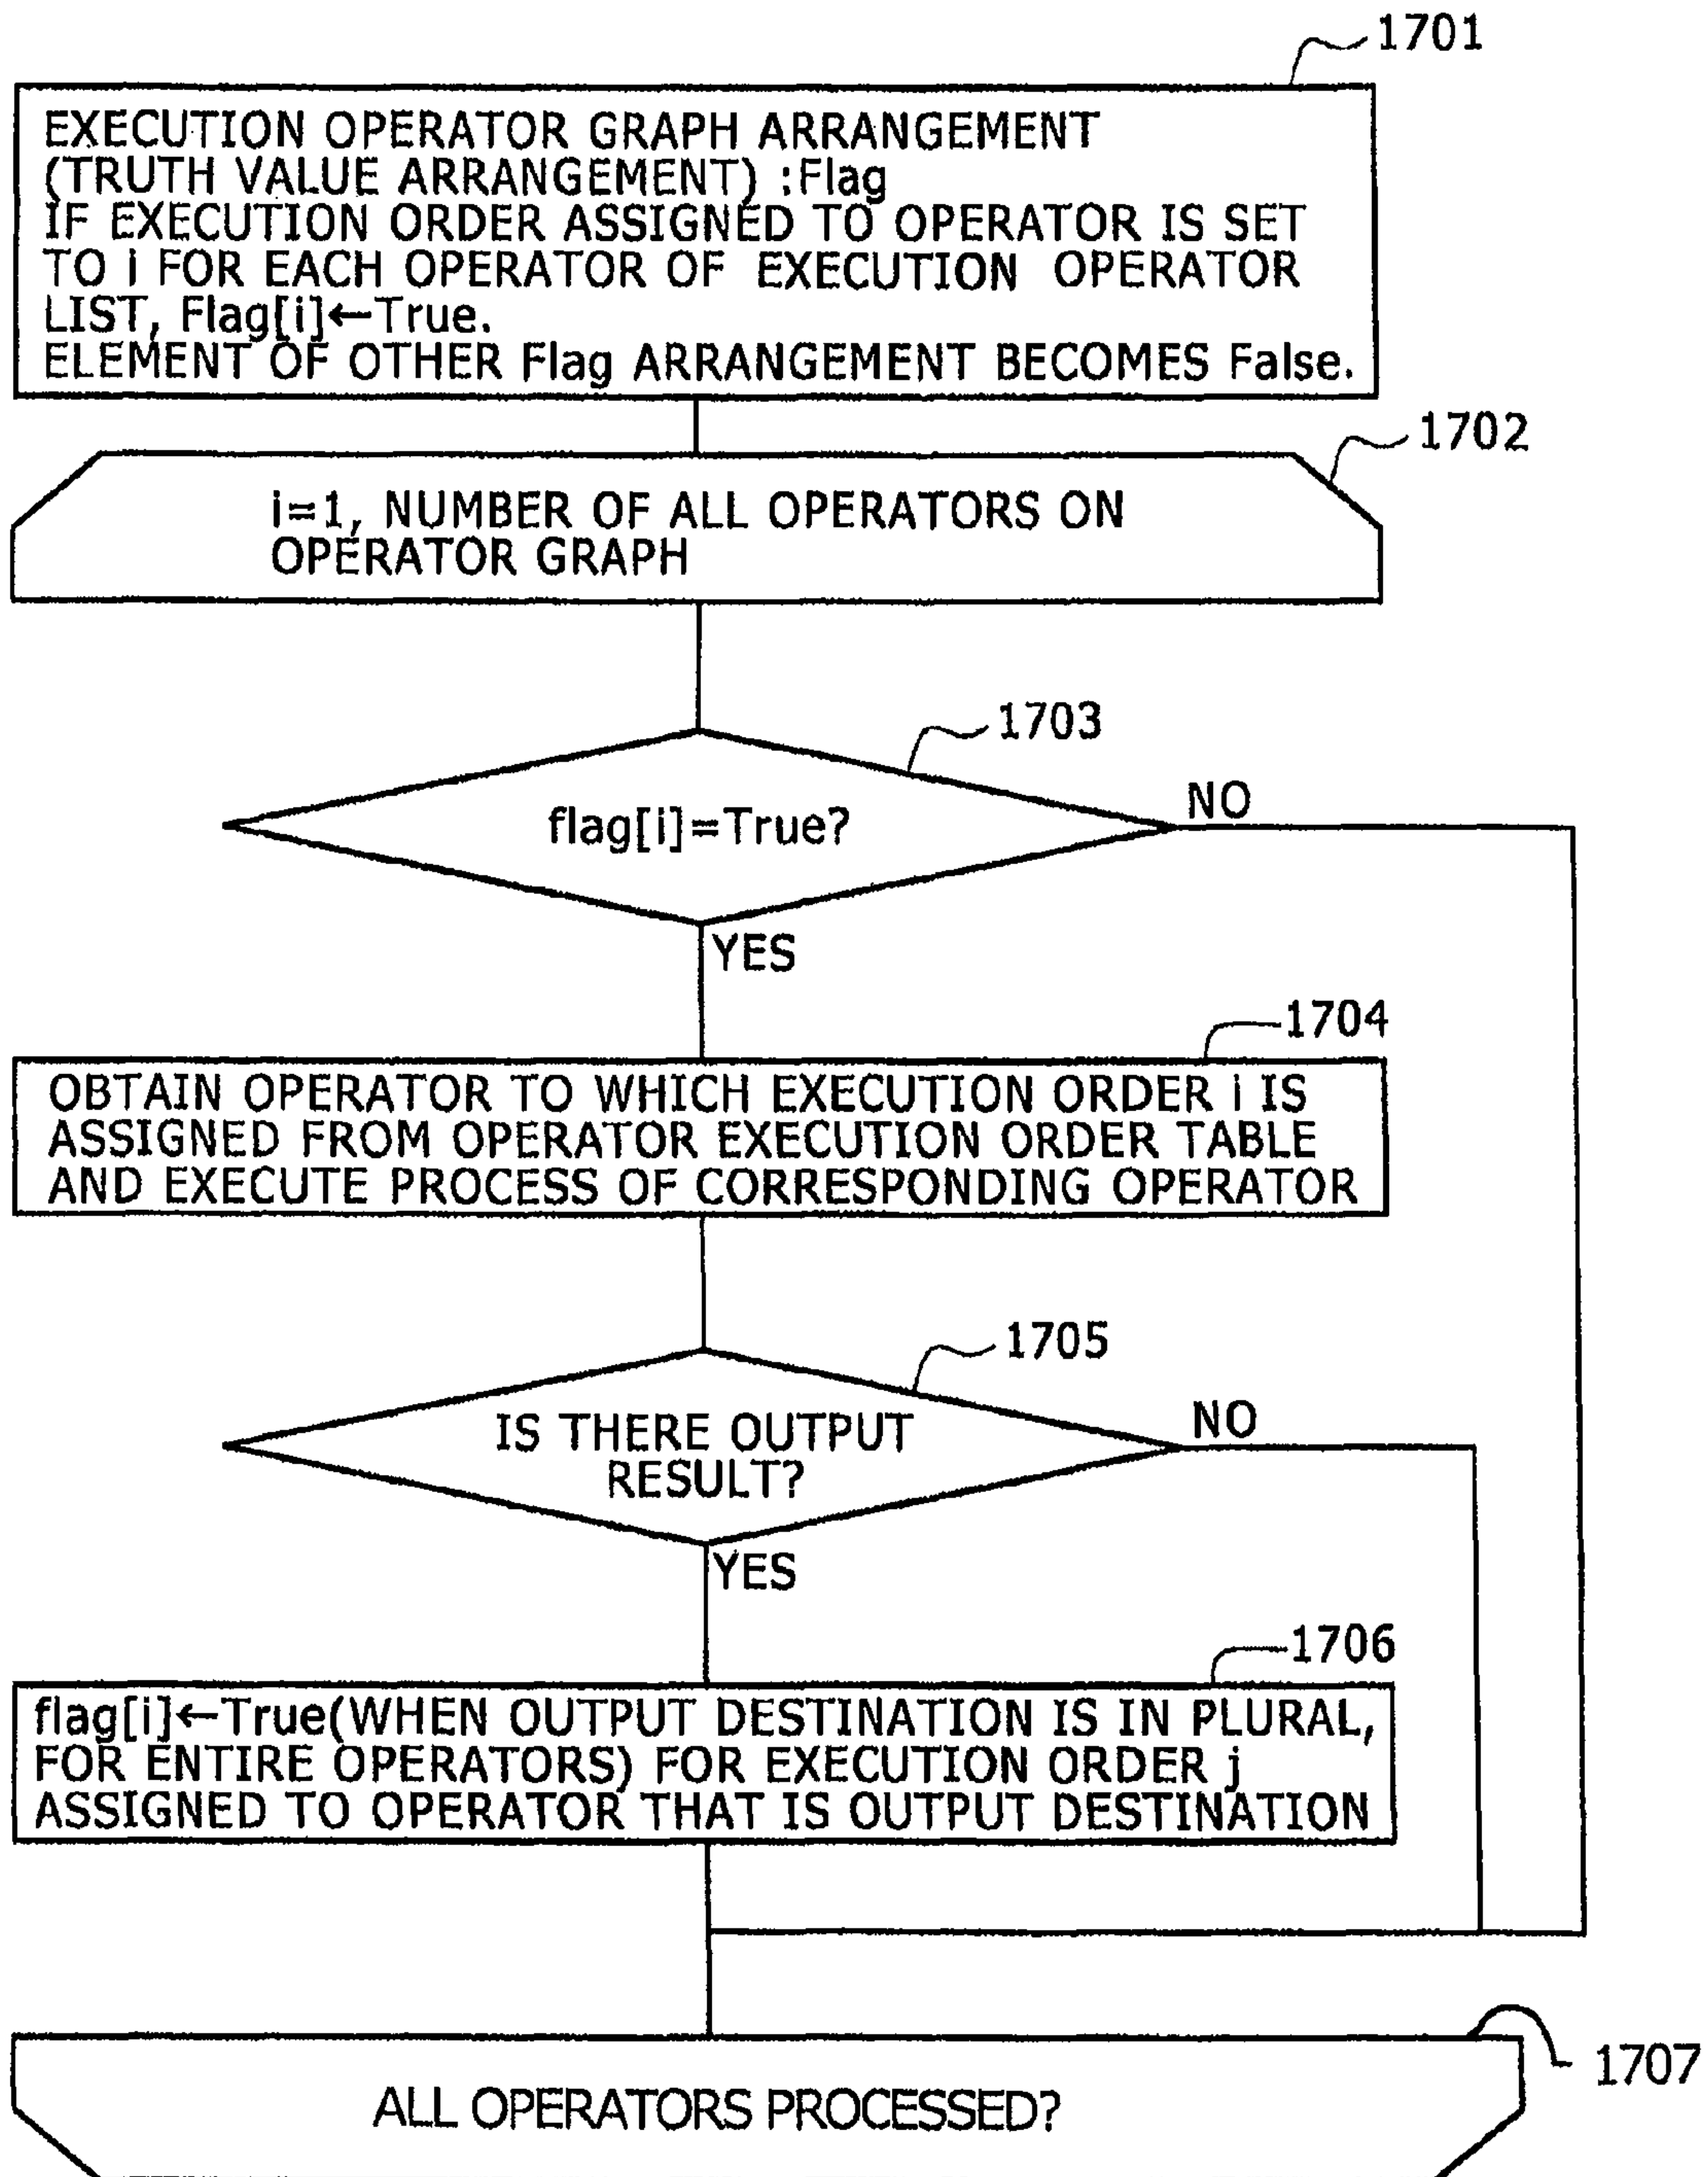 1701
EXECUTION OPERATOR GRAPH ARRANGEMENT
(TRUTH VALUE ARRANGEMENT) :Flag
IF EXECUTION ORDER ASSIGNED TO OPERATOR IS SET
TO i FOR EACH OPERATOR OF EXECUTION OPERATOR
LIST, Flag[i]←True.
ELEMENT OF OTHER Flag ARRANGEMENT BECOMES False.
1702
i=1, NUMBER OF ALL OPERATORS ON
OPERATOR GRAPH
1703
flag[i]=True?
NO
YES
1704
OBTAIN OPERATOR TO WHICH EXECUTION ORDER i IS
ASSIGNED FROM OPERATOR EXECUTION ORDER TABLE
AND EXECUTE PROCESS OF CORRESPONDING OPERATOR
1705
IS THERE OUTPUT
RESULT?
NO
YES
1706
flag[i]←True(WHEN OUTPUT DESTINATION IS IN PLURAL,
FOR ENTIRE OPERATORS) FOR EXECUTION ORDER j
ASSIGNED TO OPERATOR THAT IS OUTPUT DESTINATION
1707
ALL OPERATORS PROCESSED?